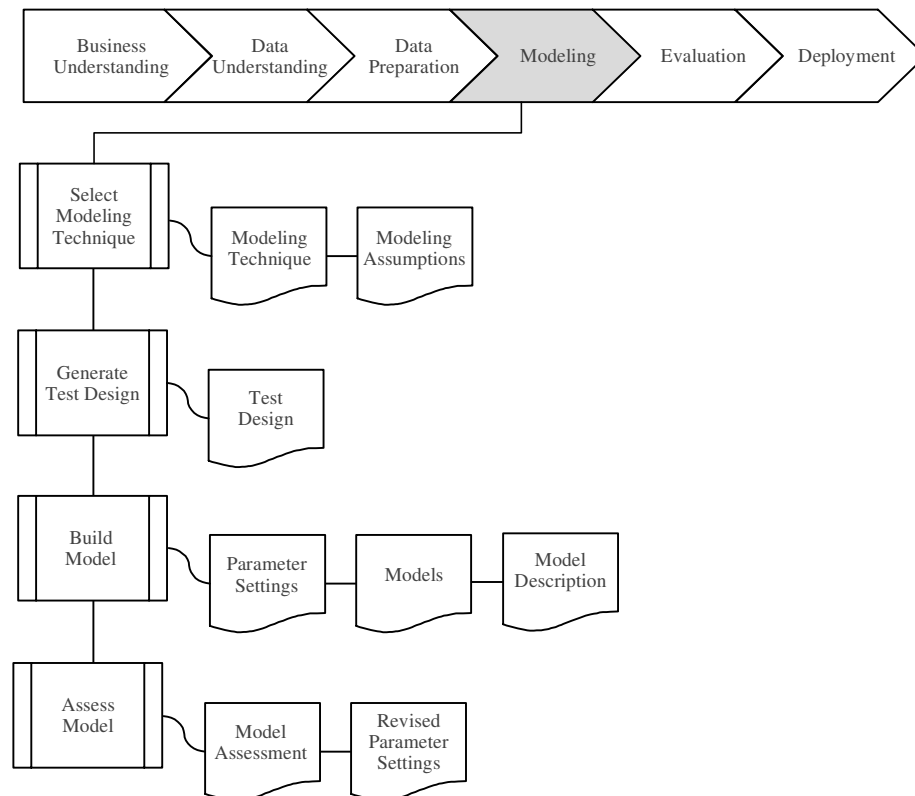 Business
Understanding
Data
Understanding
Data
Preparation
Modeling
Evaluation
Deployment
Select
Modeling
Technique
Modeling
Technique
Modeling
Assumptions
Generate
Test Design
Test
Design
Build
Model
Parameter
Settings
Models
Model
Description
Assess
Model
Model
Assessment
Revised
Parameter
Settings